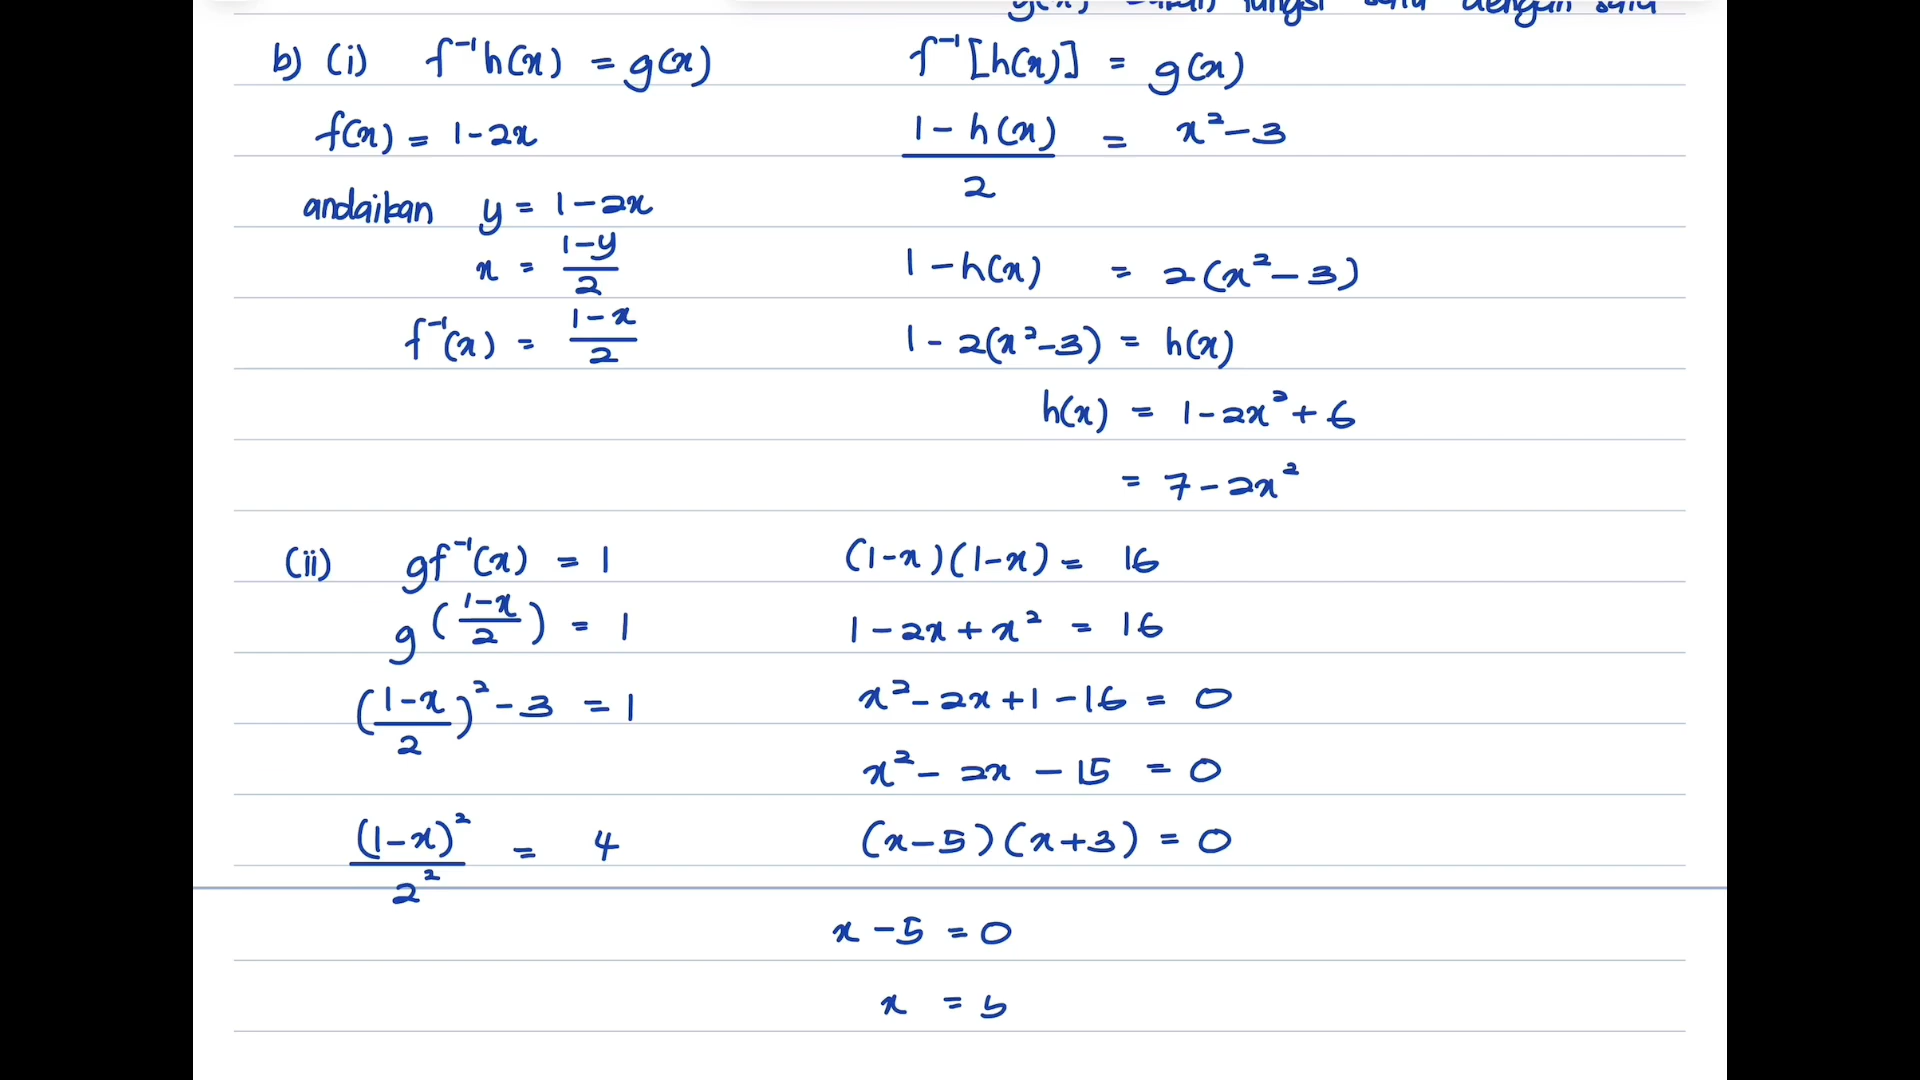 b) (i) f⁻¹h(x) = g(x)
f(x) = 1-2x
andaikan y = 1-2x
x = (1-y)/2
f⁻¹(x) = (1-x)/2
f⁻¹[h(x)] = g(x)
(1-h(x))/2 = x²-3
1-h(x) = 2(x²-3)
1-2(x²-3) = h(x)
h(x) = 1-2x²+6
= 7-2x²
(ii) gf⁻¹(x) = 1
g((1-x)/2) = 1
((1-x)/2)²-3 = 1
(1-x)²/2² = 4
(1-x)(1-x) = 16
1-2x+x² = 16
x²-2x+1-16 = 0
x²-2x-15 = 0
(x-5)(x+3) = 0
x-5 = 0
x = 5